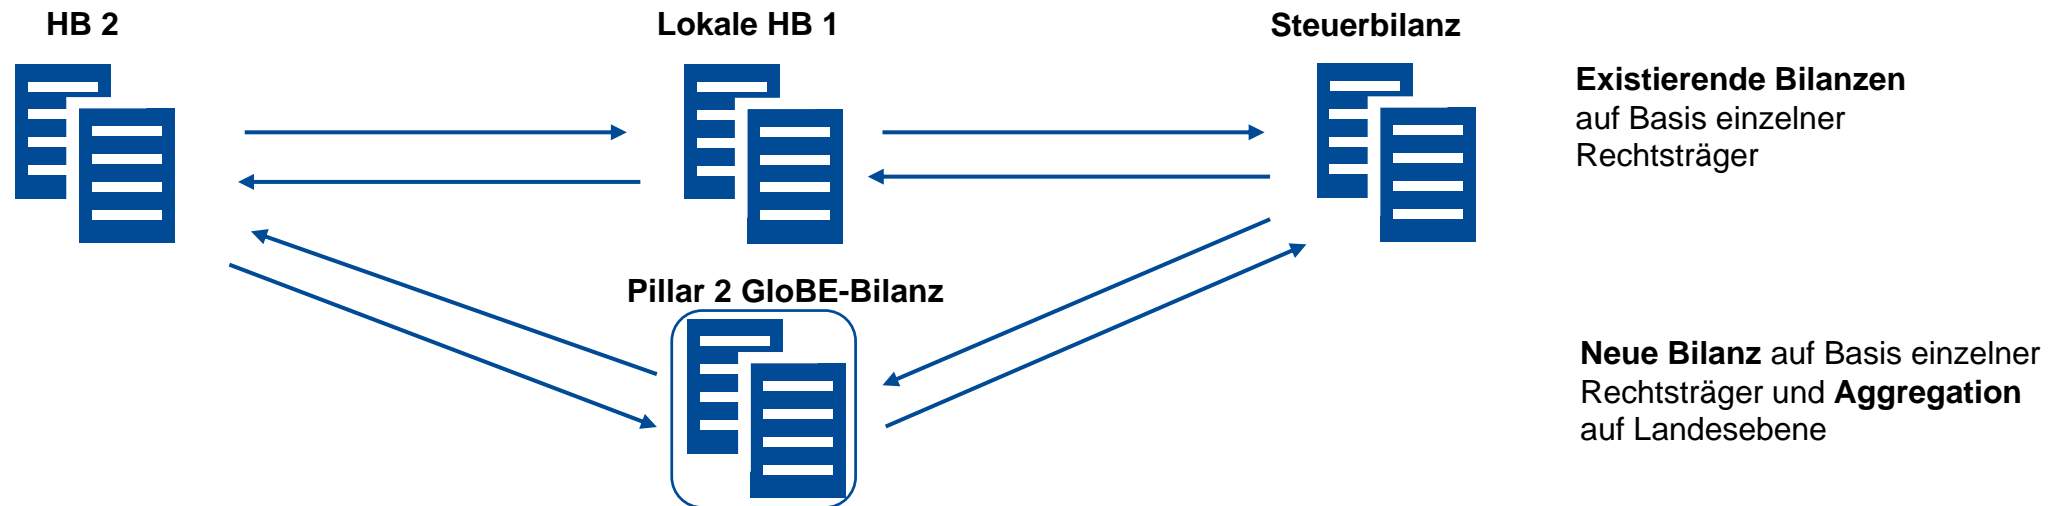 HB 2
Lokale HB 1
Steuerbilanz
Existierende Bilanzen
auf Basis einzelner
Rechtsträger
Pillar 2 GloBE-Bilanz
Neue Bilanz auf Basis einzelner
Rechtsträger und Aggregation
auf Landesebene